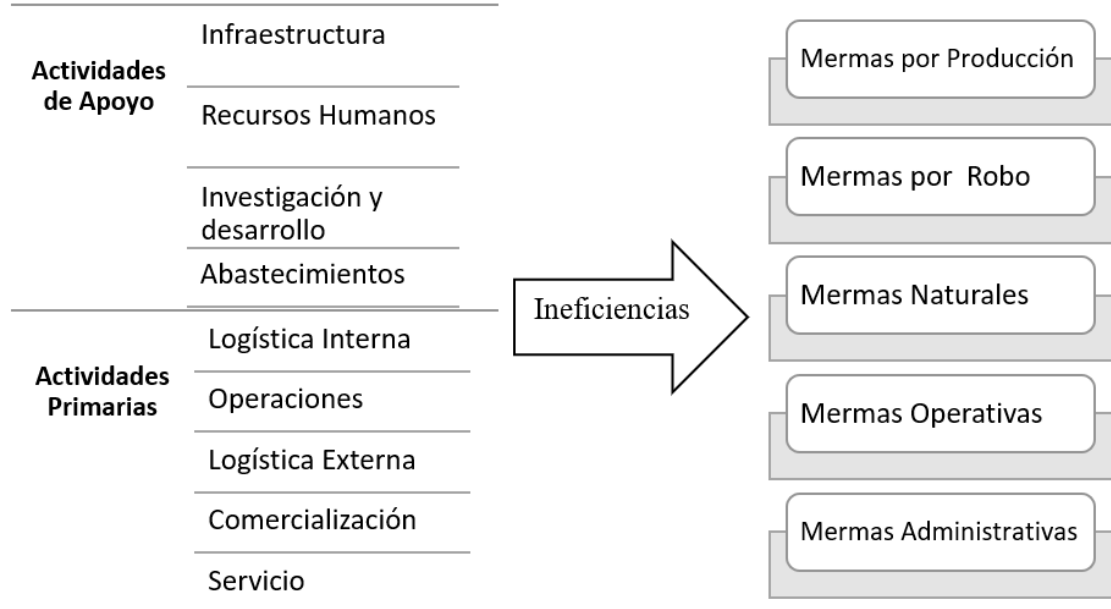 Actividades
de Apoyo
Infraestructura
Recursos Humanos
Investigación y
desarrollo
Abastecimientos
Actividades
Primarias
Logística Interna
Operaciones
Logística Externa
Comercialización
Servicio
Ineficiencias
Mermas por Producción
Mermas por  Robo
Mermas Naturales
Mermas Operativas
Mermas Administrativas